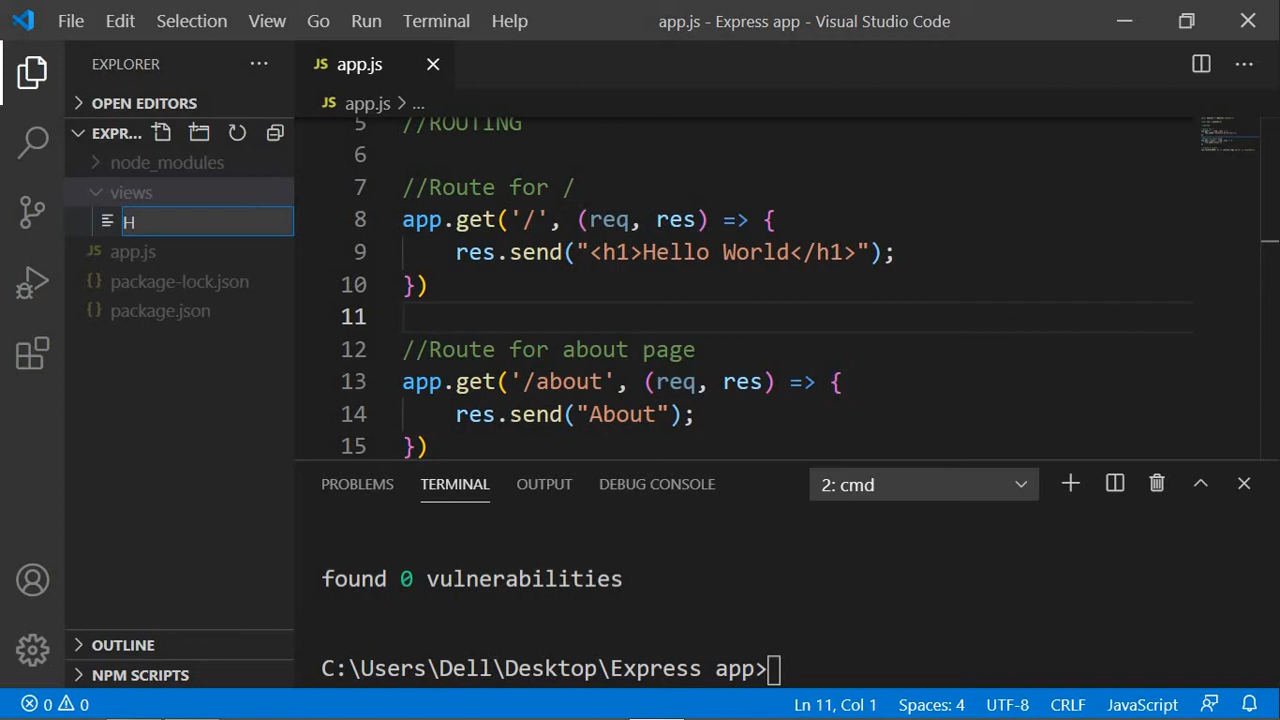 File Edit Selection View Go Run Terminal Help app.js - Express app - Visual Studio Code
EXPLORER
OPEN EDITORS
EXPR...
node_modules
views
H
JS app.js
{} package-lock.json
{} package.json
OUTLINE
NPM SCRIPTS
JS app.js
JS app.js > ...
5 //ROUTING
6
7 //Route for /
8 app.get('/', (req, res) => {
9 res.send("<h1>Hello World</h1>");
10 })
11
12 //Route for about page
13 app.get('/about', (req, res) => {
14 res.send("About");
15 })
PROBLEMS TERMINAL OUTPUT DEBUG CONSOLE 2: cmd
found 0 vulnerabilities
C:\Users\Dell\Desktop\Express app>
0 0 Ln 11, Col 1 Spaces: 4 UTF-8 CRLF JavaScript